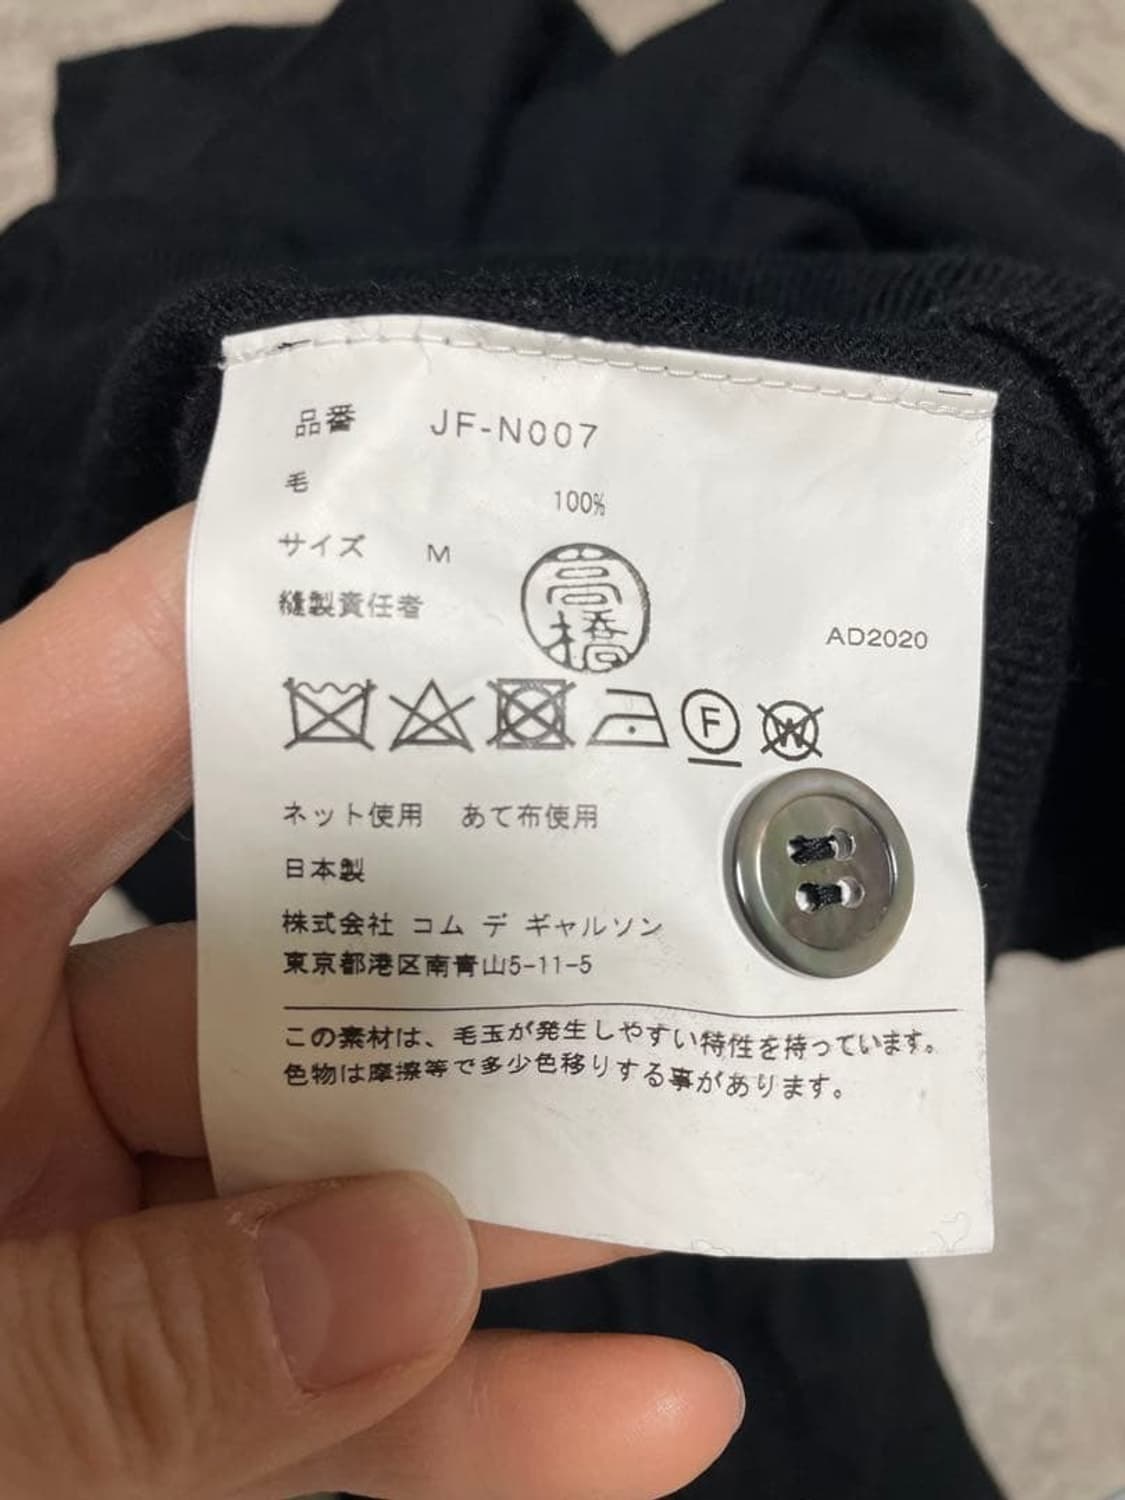 品番 JF-N007
毛 100%
サイズ M
縫製責任者 高橋
AD2020
F W
ネット使用 あて布使用
日本製
株式会社 コム デ ギャルソン
東京都港区南青山5-11-5
この素材は、毛玉が発生しやすい特性を持っています。
色物は摩擦等で多少色移りする事があります。